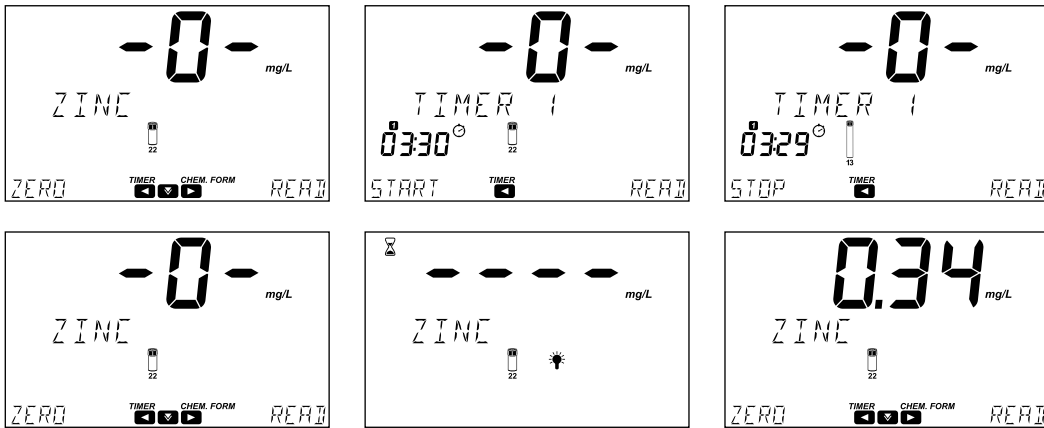 -0-
mg/L
ZINC
22
TIMER CHEM. FORM
ZERO READ
-0-
mg/L
TIMER 1
1
03:30
22
TIMER
START READ
-0-
mg/L
TIMER 1
1
03:29
13
TIMER
STOP READ
-0-
mg/L
ZINC
22
TIMER CHEM. FORM
ZERO READ
----
mg/L
ZINC
22
0.34
mg/L
ZINC
22
TIMER CHEM. FORM
ZERO READ